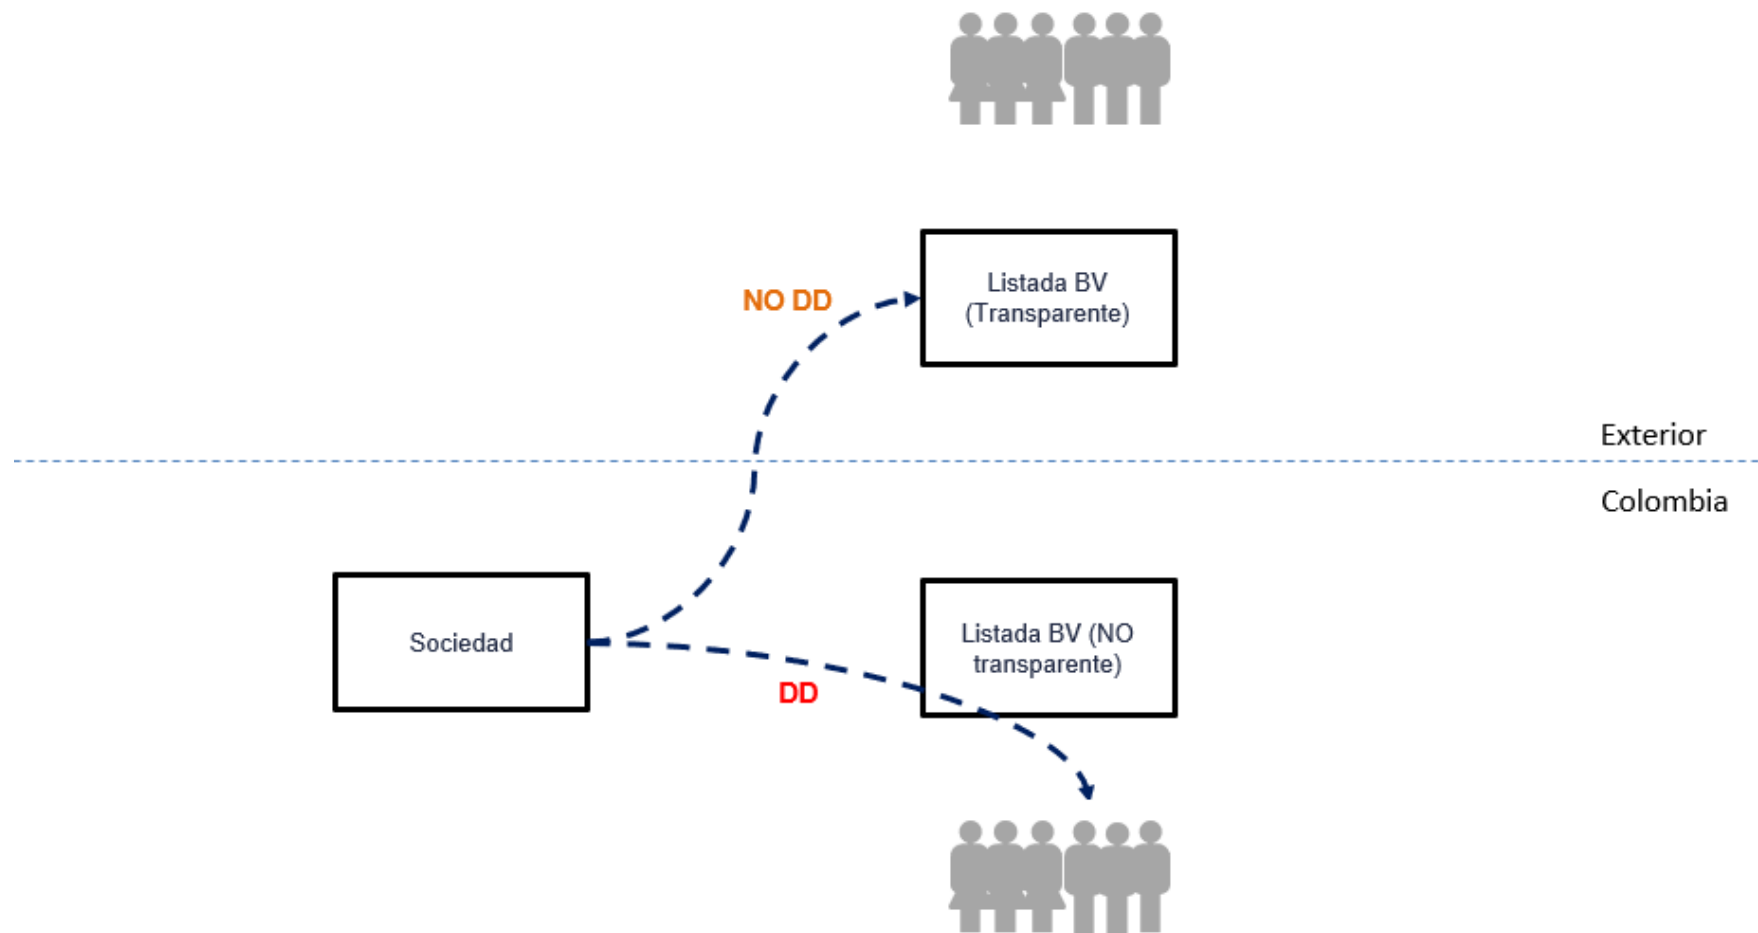 Listada BV
(Transparente)
NO DD
Exterior
Colombia
Sociedad
Listada BV (NO
transparente)
DD